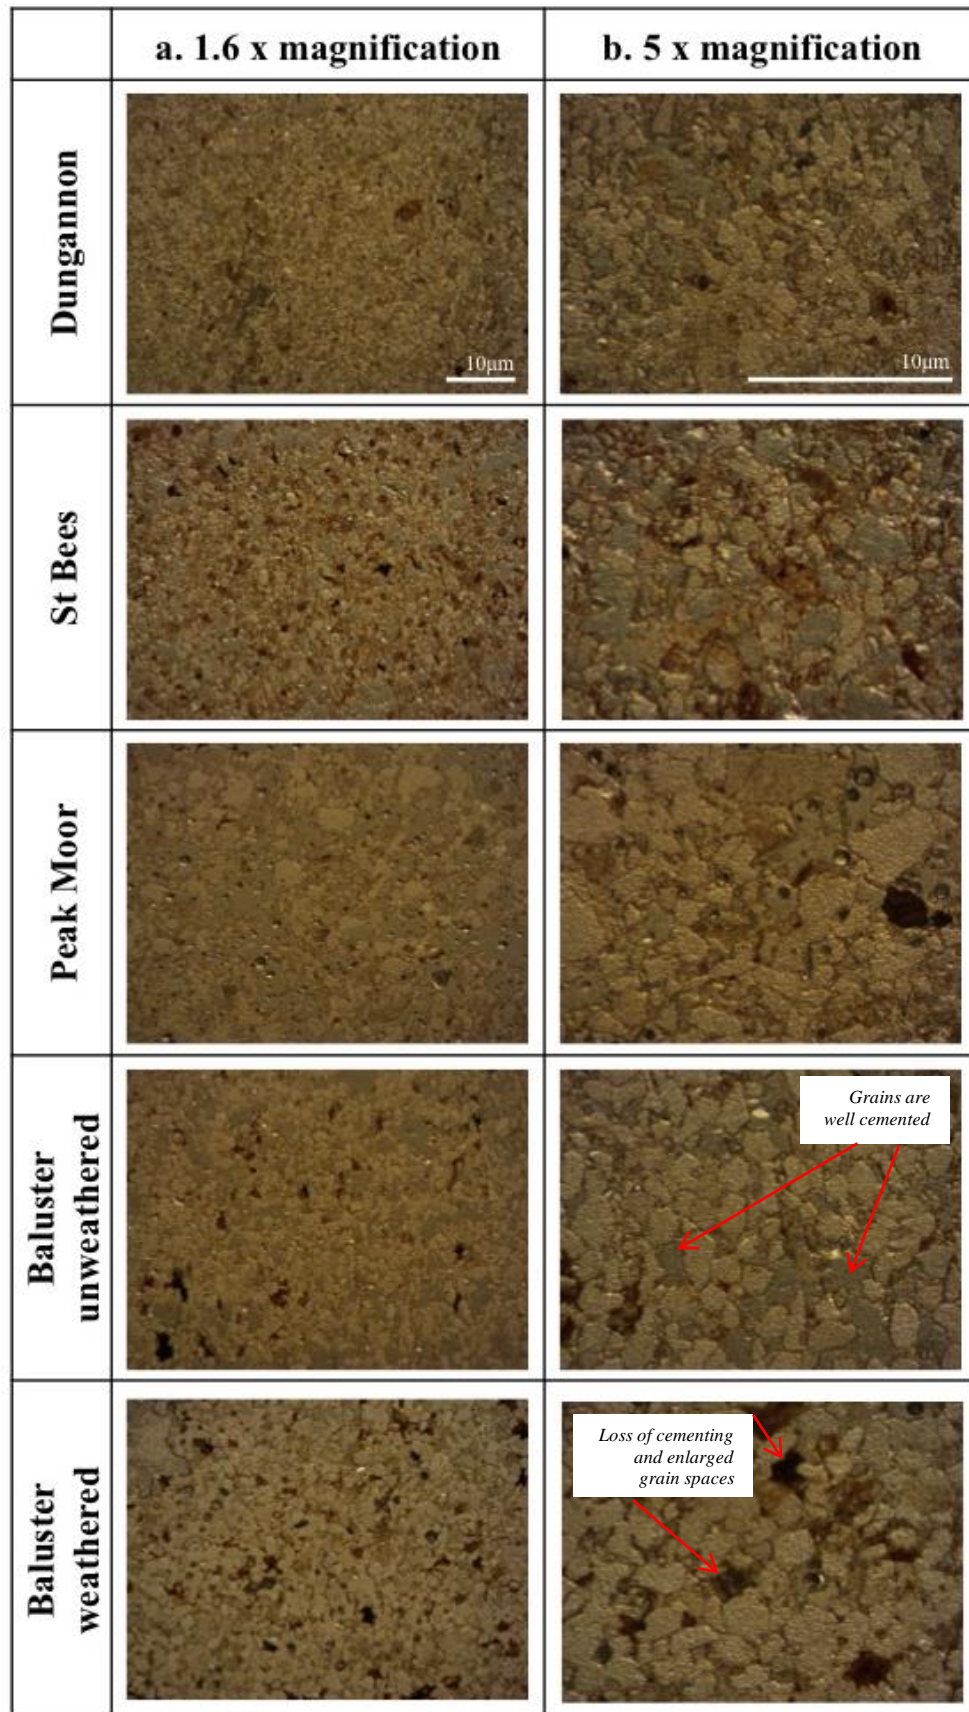 a. 1.6 x magnification
b. 5 x magnification
Dungannon
10μm
10μm
St Bees
Peak Moor
Baluster
unweathered
Grains are
well cemented
Baluster
weathered
Loss of cementing
and enlarged
grain spaces